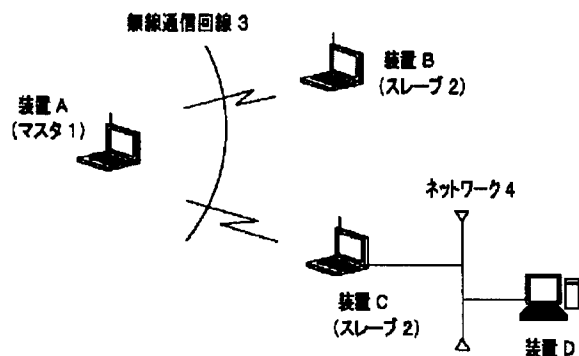 無線通信回線 3
装置 B
(スレーブ 2)
装置 A
(マスタ 1)
ネットワーク 4
装置 C
(スレーブ 2)
装置 D